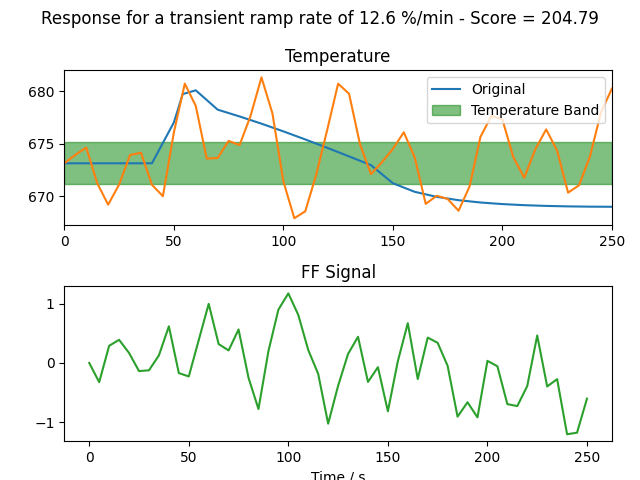 Response for a transient ramp rate of 12.6 %/min - Score = 204.79
Temperature
680
675
670
Original
Temperature Band
0 50 100 150 200 250
FF Signal
1
0
−1
0 50 100 150 200 250
Time / s